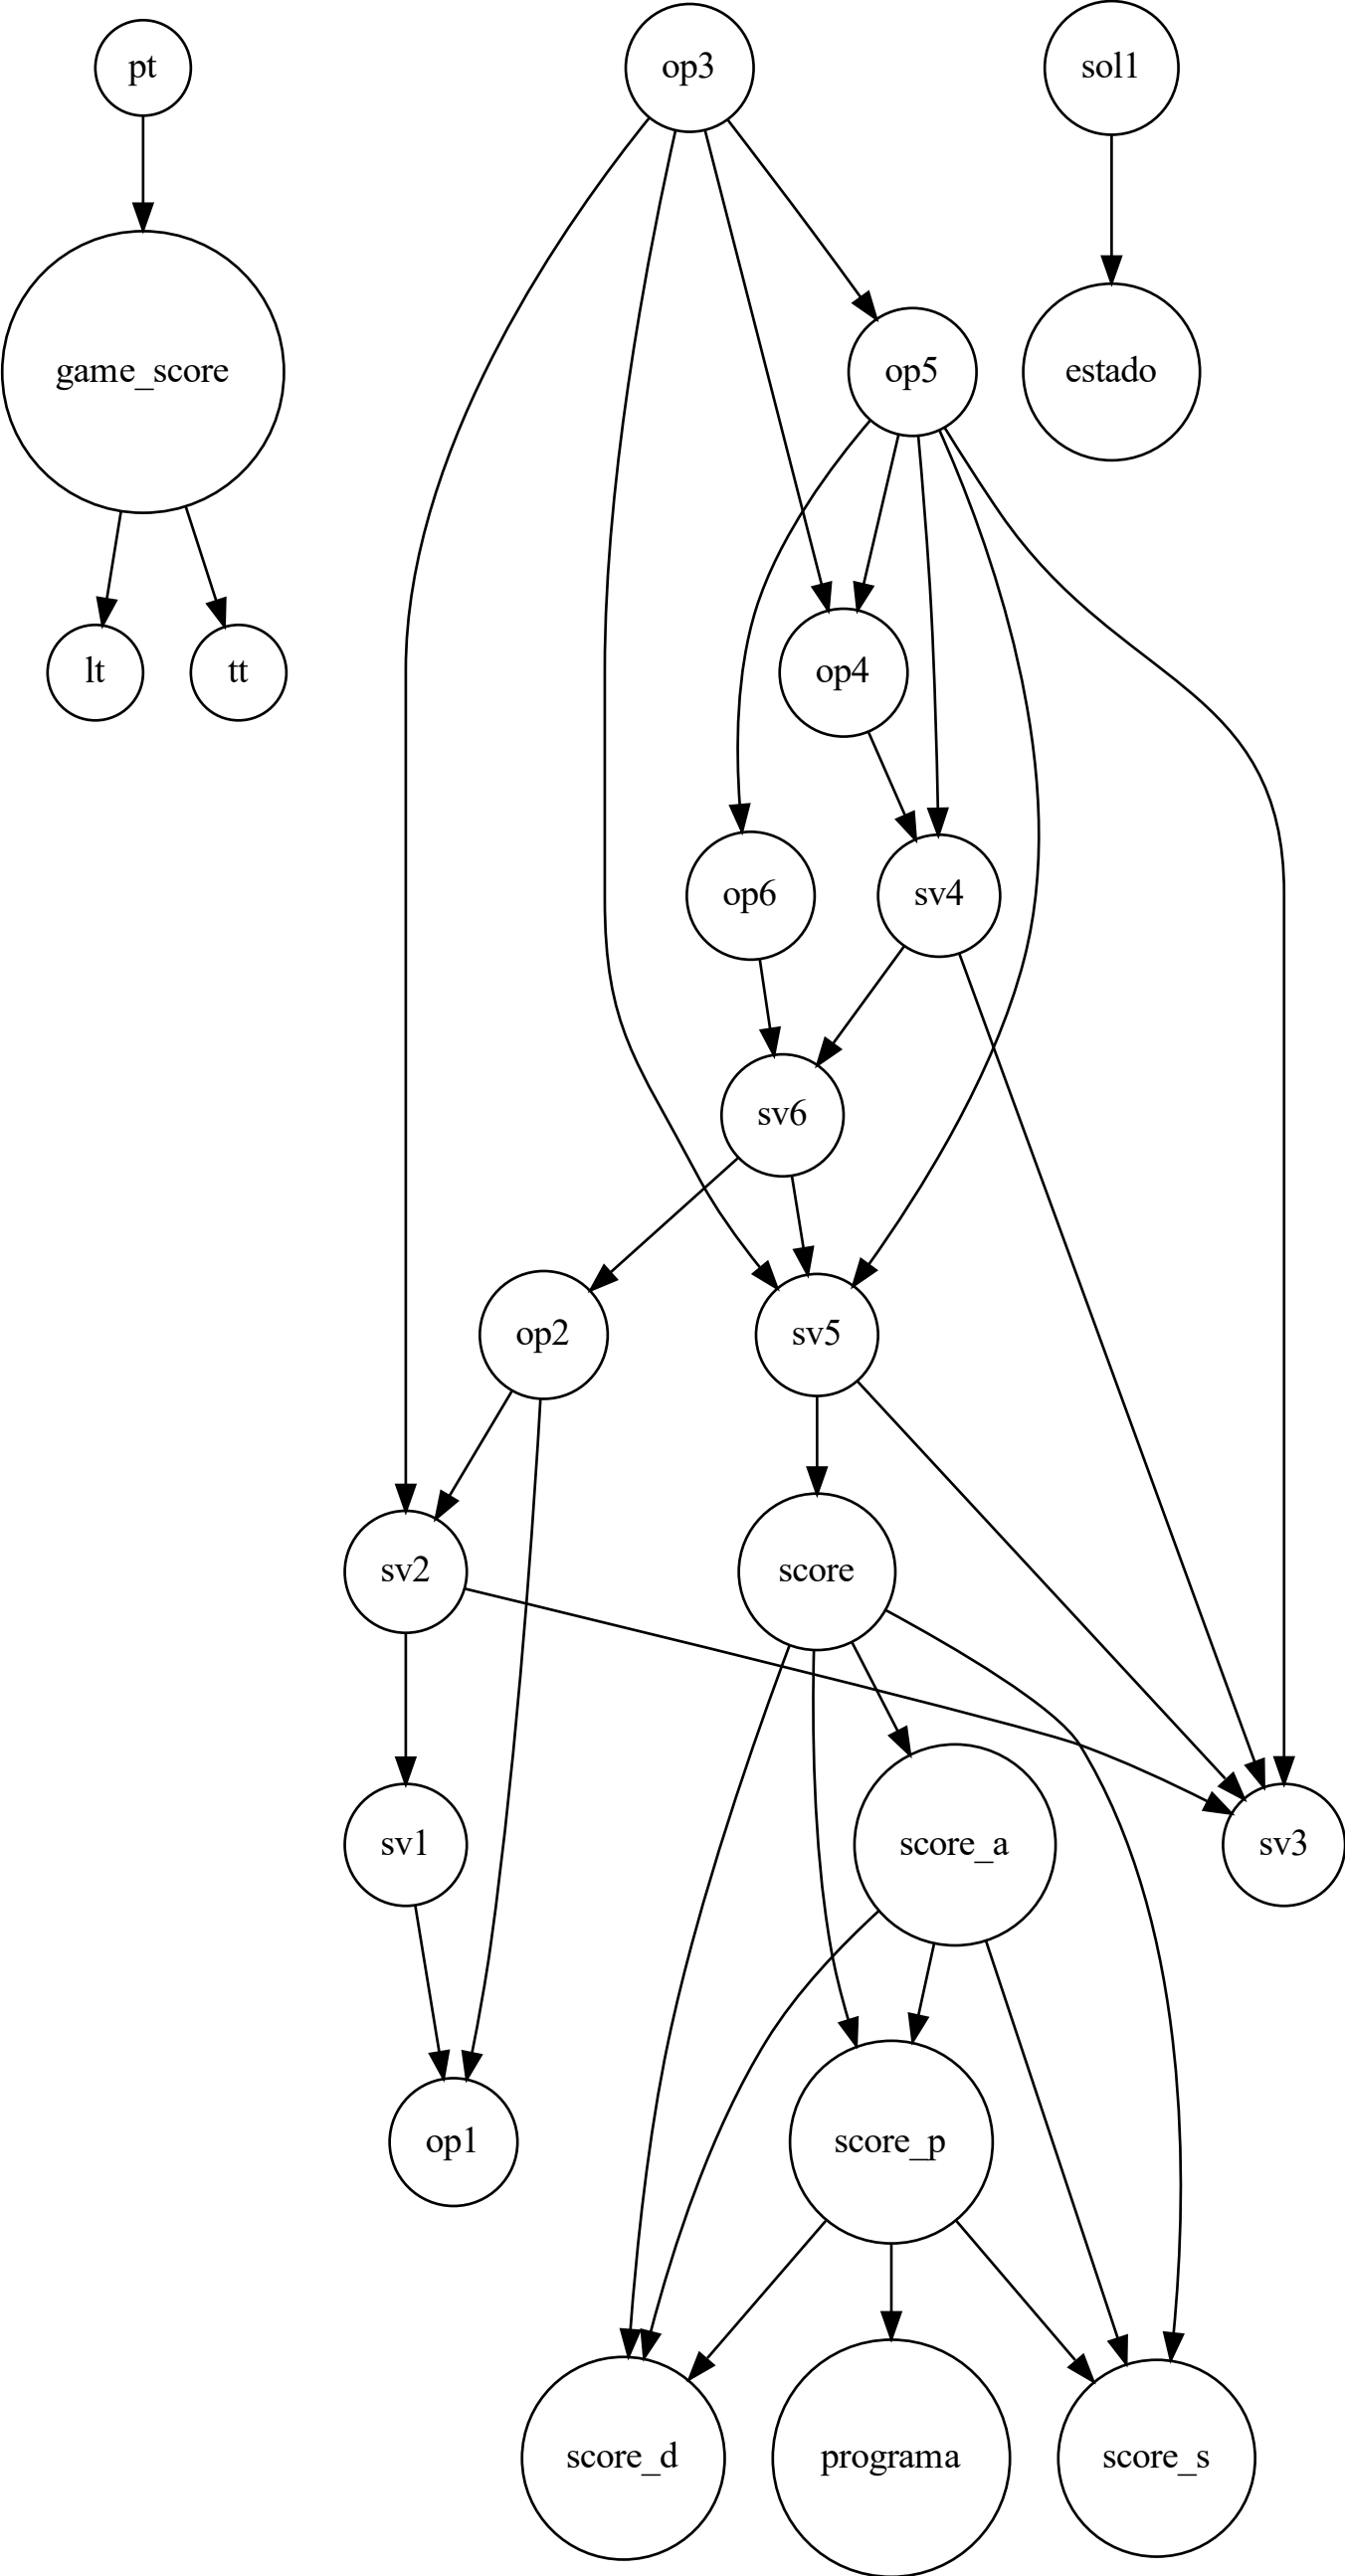 pt
op3
sol1
game_score
op5
estado
lt
tt
op4
op6
sv4
sv6
op2
sv5
sv2
score
sv1
score_a
sv3
op1
score_p
score_d
programa
score_s